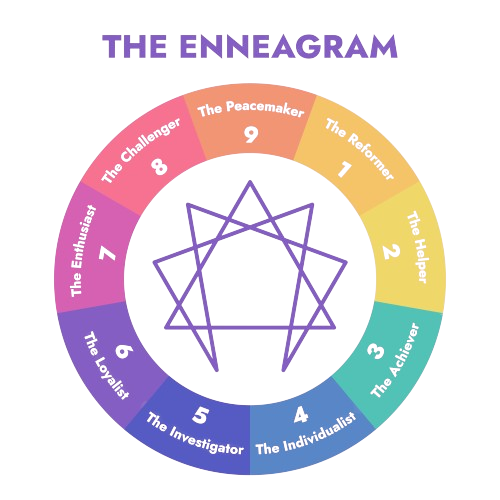 THE ENNEAGRAM
The Peacemaker
9
The Reformer
1
The Helper
2
The Achiever
3
The Individualist
4
The Investigator
5
The Loyalist
6
The Enthusiast
7
The Challenger
8